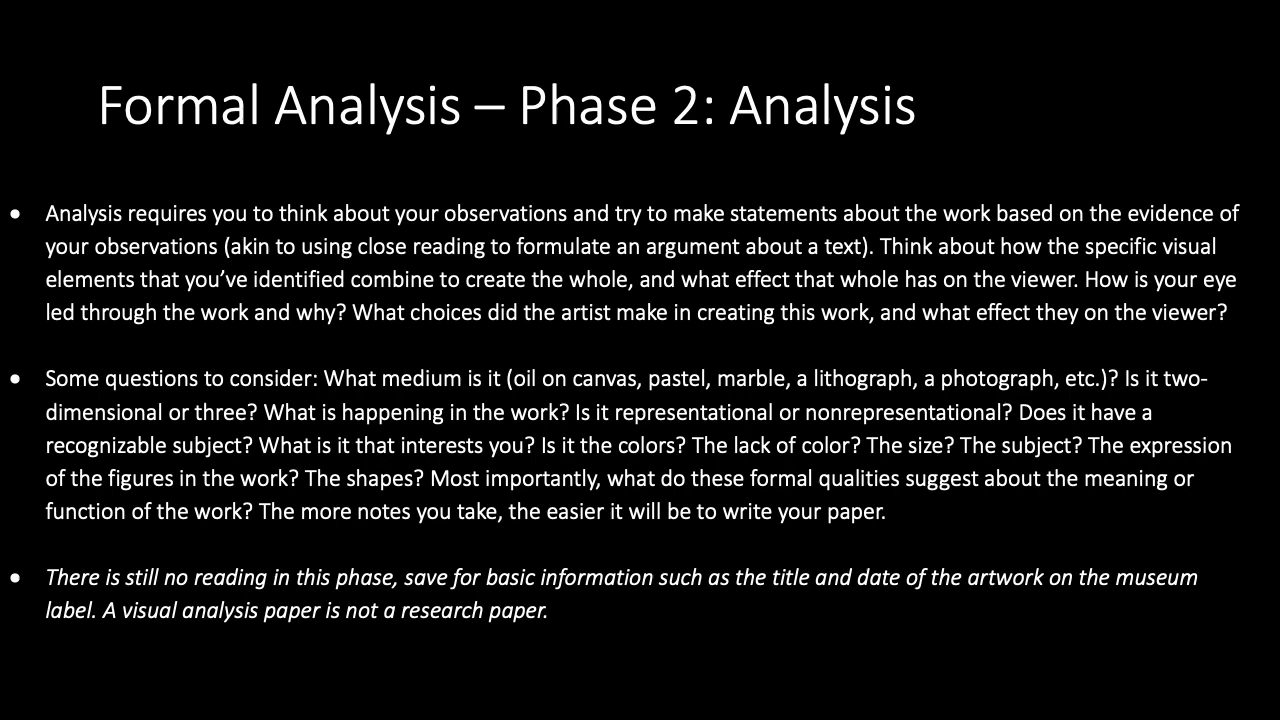 Formal Analysis – Phase 2: Analysis
• Analysis requires you to think about your observations and try to make statements about the work based on the evidence of
your observations (akin to using close reading to formulate an argument about a text). Think about how the specific visual
elements that you’ve identified combine to create the whole, and what effect that whole has on the viewer. How is your eye
led through the work and why? What choices did the artist make in creating this work, and what effect they on the viewer?
• Some questions to consider: What medium is it (oil on canvas, pastel, marble, a lithograph, a photograph, etc.)? Is it two-
dimensional or three? What is happening in the work? Is it representational or nonrepresentational? Does it have a
recognizable subject? What is it that interests you? Is it the colors? The lack of color? The size? The subject? The expression
of the figures in the work? The shapes? Most importantly, what do these formal qualities suggest about the meaning or
function of the work? The more notes you take, the easier it will be to write your paper.
• There is still no reading in this phase, save for basic information such as the title and date of the artwork on the museum
label. A visual analysis paper is not a research paper.